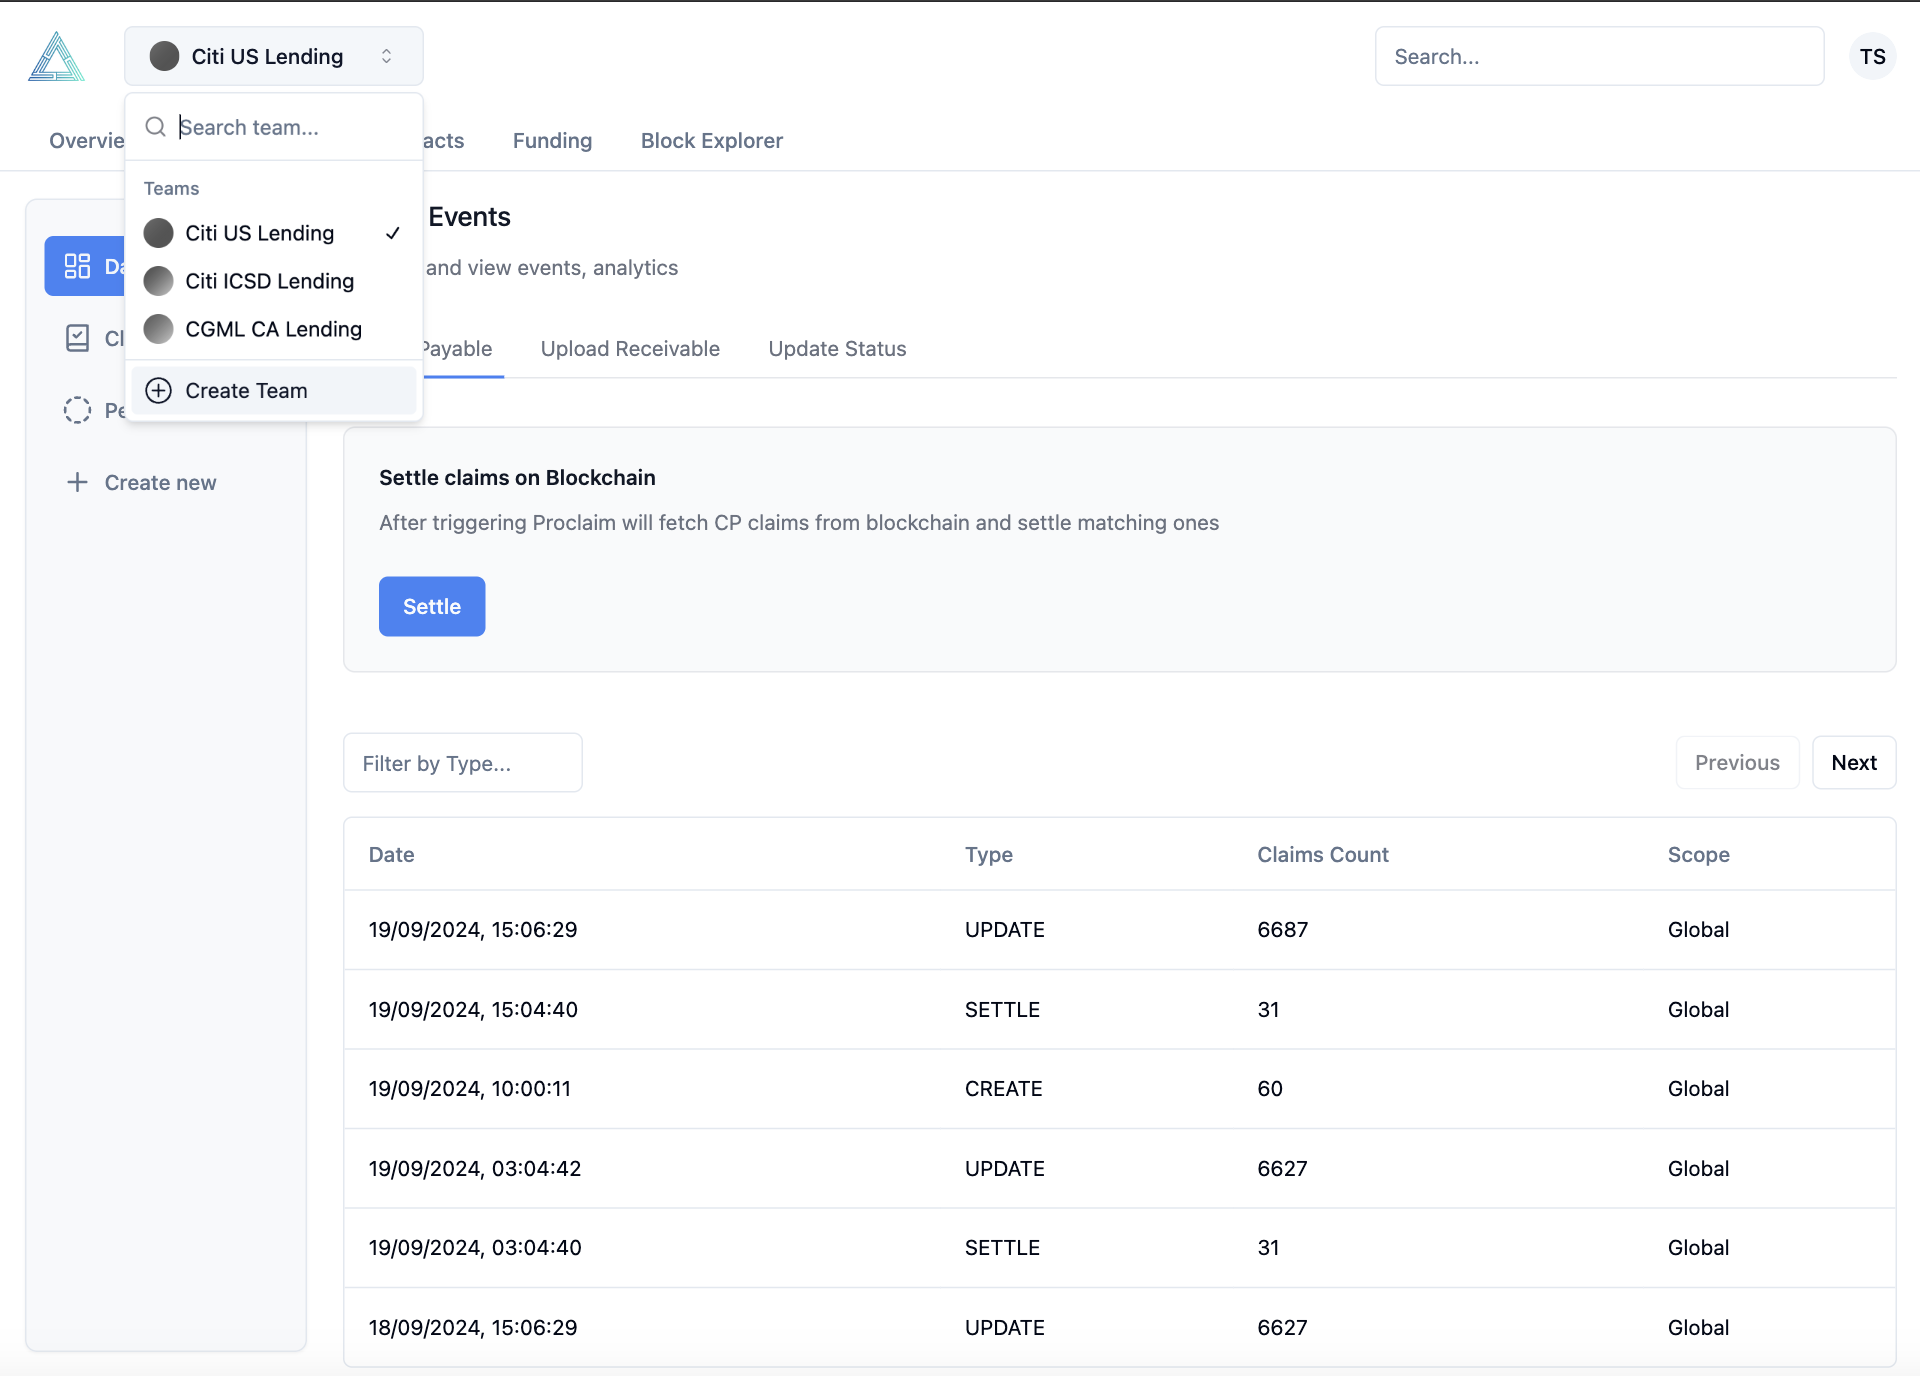 Citi US Lending
Search...
TS
Search team...
Block Explorer
Funding
Teams
Citi US Lending
Events
Citi ICSD Lending
and view events, analytics
CGML CA Lending
Payable
Upload Receivable
Update Status
Create Team
Create new
Settle claims on Blockchain
After triggering Proclaim will fetch CP claims from blockchain and settle matching ones
Settle
Filter by Type...
Previous
Next
Date Type Claims Count Scope
19/09/2024, 15:06:29 UPDATE 6687 Global
19/09/2024, 15:04:40 SETTLE 31 Global
19/09/2024, 10:00:11 CREATE 60 Global
19/09/2024, 03:04:42 UPDATE 6627 Global
19/09/2024, 03:04:40 SETTLE 31 Global
18/09/2024, 15:06:29 UPDATE 6627 Global